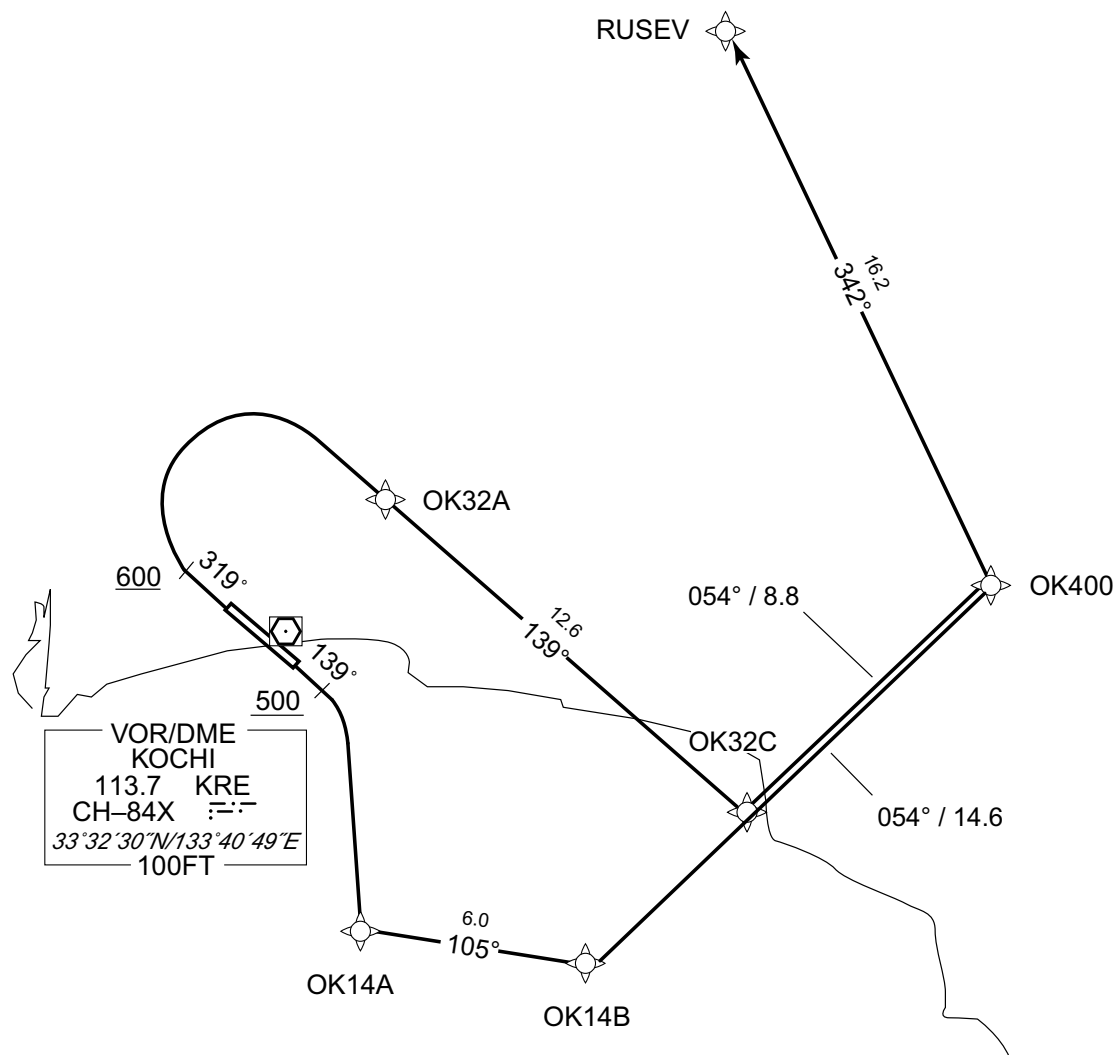 RUSEV
16.2
342°
OK32A
319°
600
054° / 8.8
OK400
12.6
139°
139°
500
OK32C
VOR/DME
KOCHI
113.7 KRE
CH–84X
33°32´30˝N/133°40´49˝E
100FT
054° / 14.6
6.0
105°
OK14A
OK14B